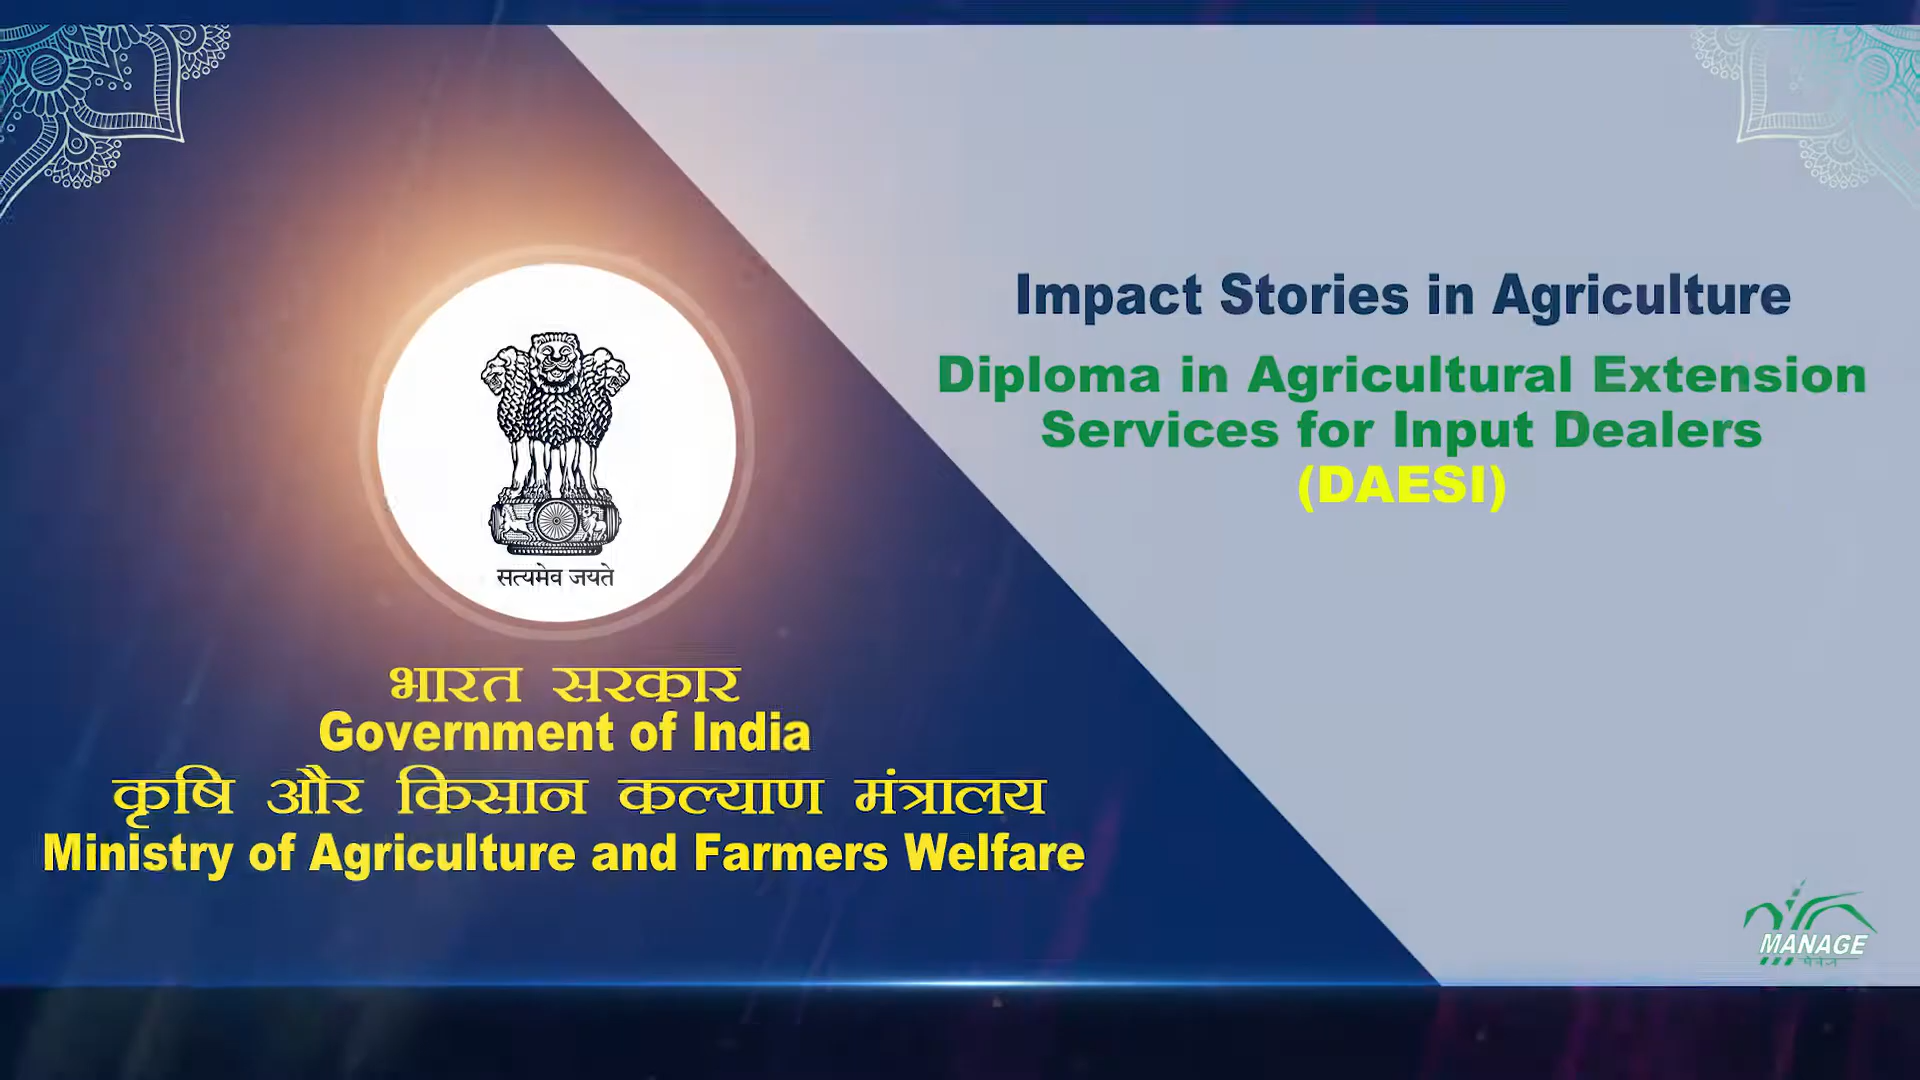 सत्यमेव जयते
भारत सरकार
Government of India
कृषि और किसान कल्याण मंत्रालय
Ministry of Agriculture and Farmers Welfare
Impact Stories in Agriculture
Diploma in Agricultural Extension
Services for Input Dealers
(DAESI)
MANAGE
मैनेज